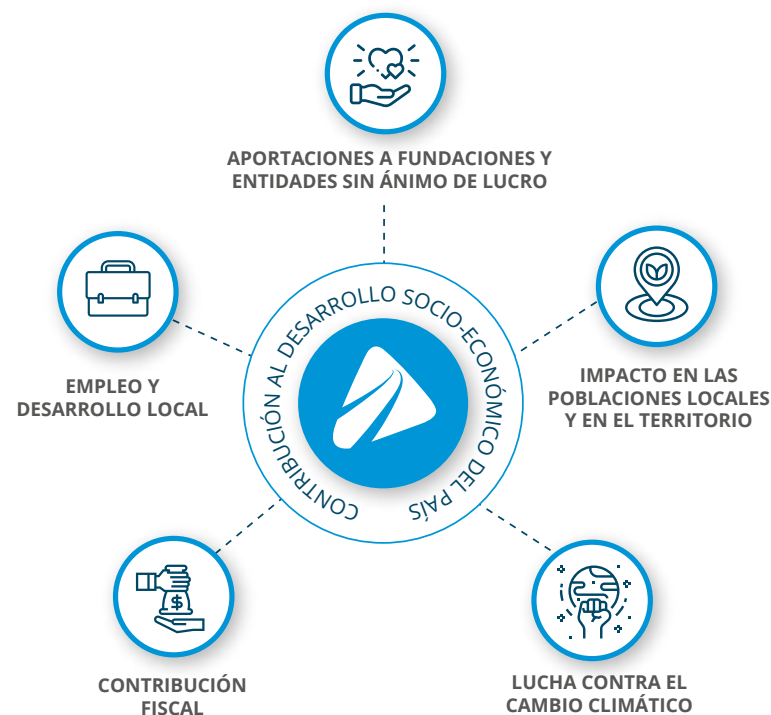 APORTACIONES A FUNDACIONES Y
ENTIDADES SIN ÁNIMO DE LUCRO
CONTRIBUCIÓN AL DESARROLLO SOCIO-ECONÓMICO DEL PAÍS
EMPLEO Y
DESARROLLO LOCAL
IMPACTO EN LAS
POBLACIONES LOCALES
Y EN EL TERRITORIO
$
CONTRIBUCIÓN
FISCAL
LUCHA CONTRA EL
CAMBIO CLIMÁTICO